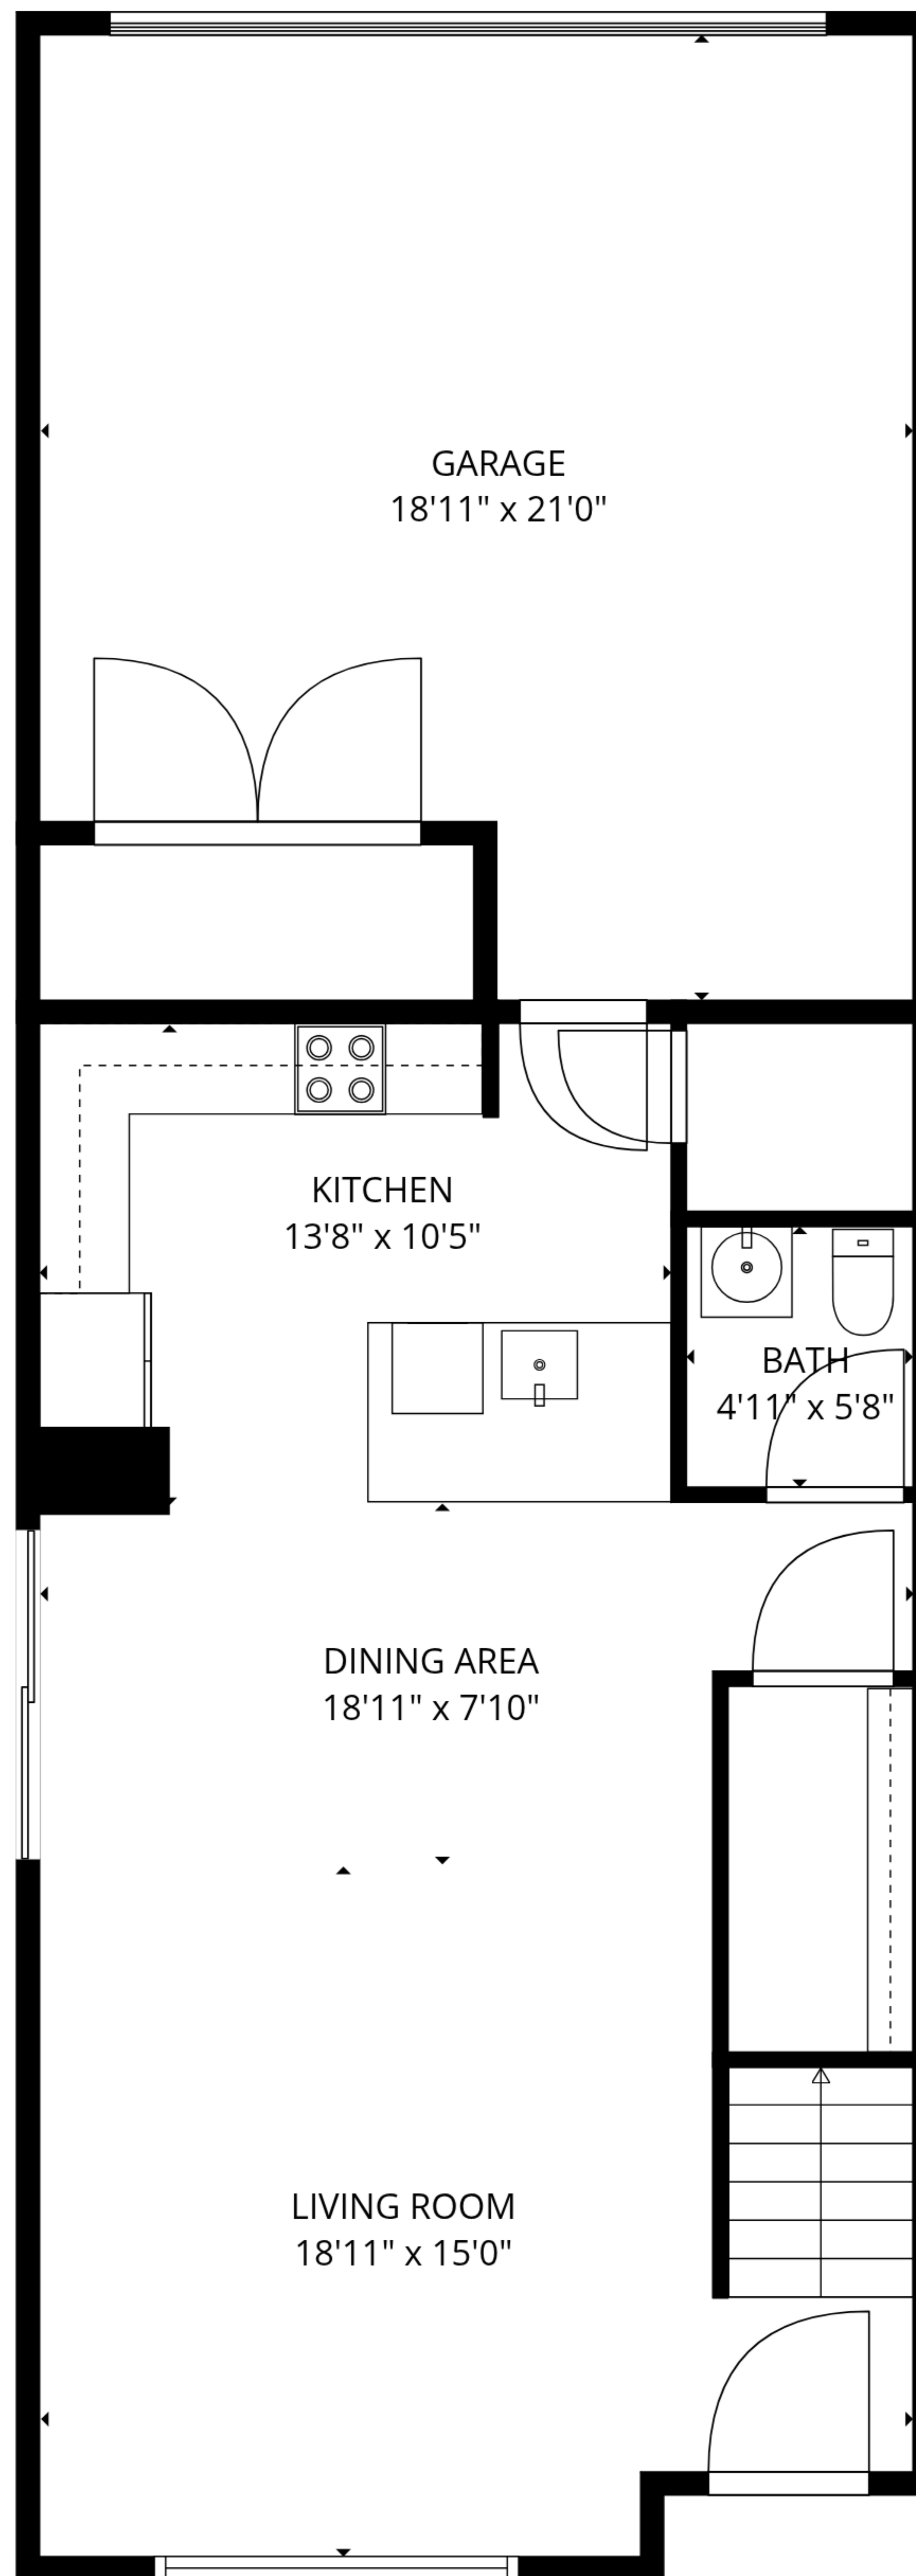 GARAGE
18'11" x 21'0"
KITCHEN
13'8" x 10'5"
BATH
4'11" x 5'8"
DINING AREA
18'11" x 7'10"
LIVING ROOM
18'11" x 15'0"